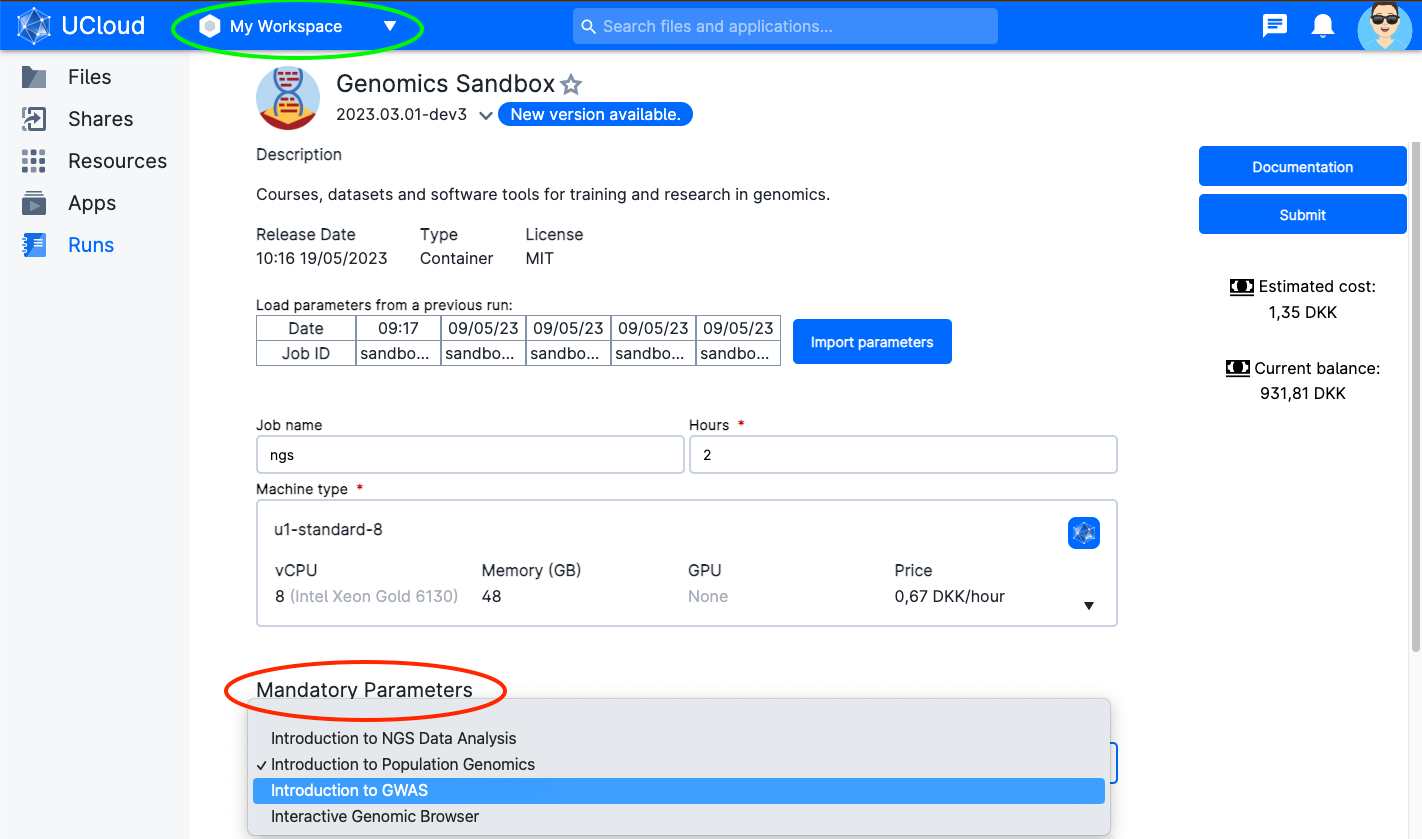 UCloud
My Workspace
Search files and applications...
Files
Shares
Resources
Apps
Runs
Genomics Sandbox
2023.03.01-dev3 New version available.
Description
Courses, datasets and software tools for training and research in genomics.
Release Date Type License
10:16 19/05/2023 Container MIT
Load parameters from a previous run:
Date 09:17 09/05/23 09/05/23 09/05/23 09/05/23
Job ID sandbo... sandbo... sandbo... sandbo... sandbo...
Import parameters
Documentation
Submit
Estimated cost:
1,35 DKK
Current balance:
931,81 DKK
Job name Hours *
ngs 2
Machine type *
u1-standard-8
vCPU Memory (GB) GPU Price
8 (Intel Xeon Gold 6130) 48 None 0,67 DKK/hour
Mandatory Parameters
Introduction to NGS Data Analysis
✓ Introduction to Population Genomics
Introduction to GWAS
Interactive Genomic Browser